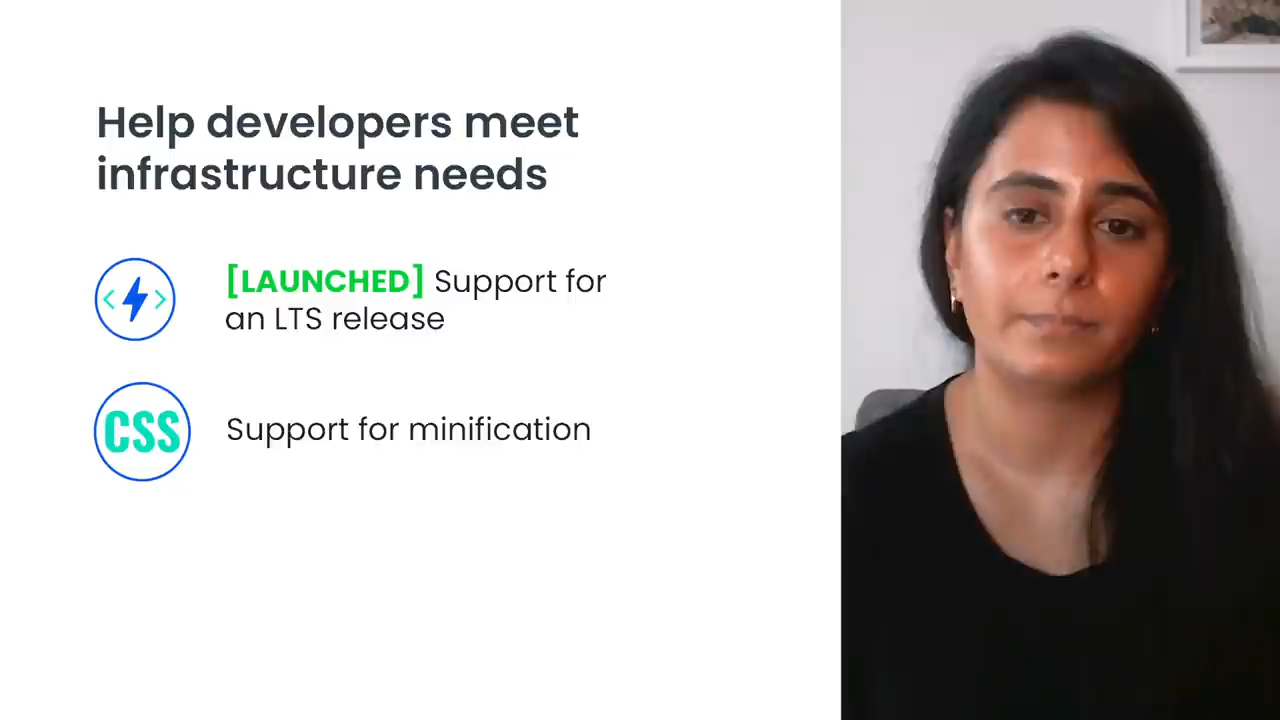 Help developers meet
infrastructure needs
[LAUNCHED] Support for
an LTS release
CSS
Support for minification